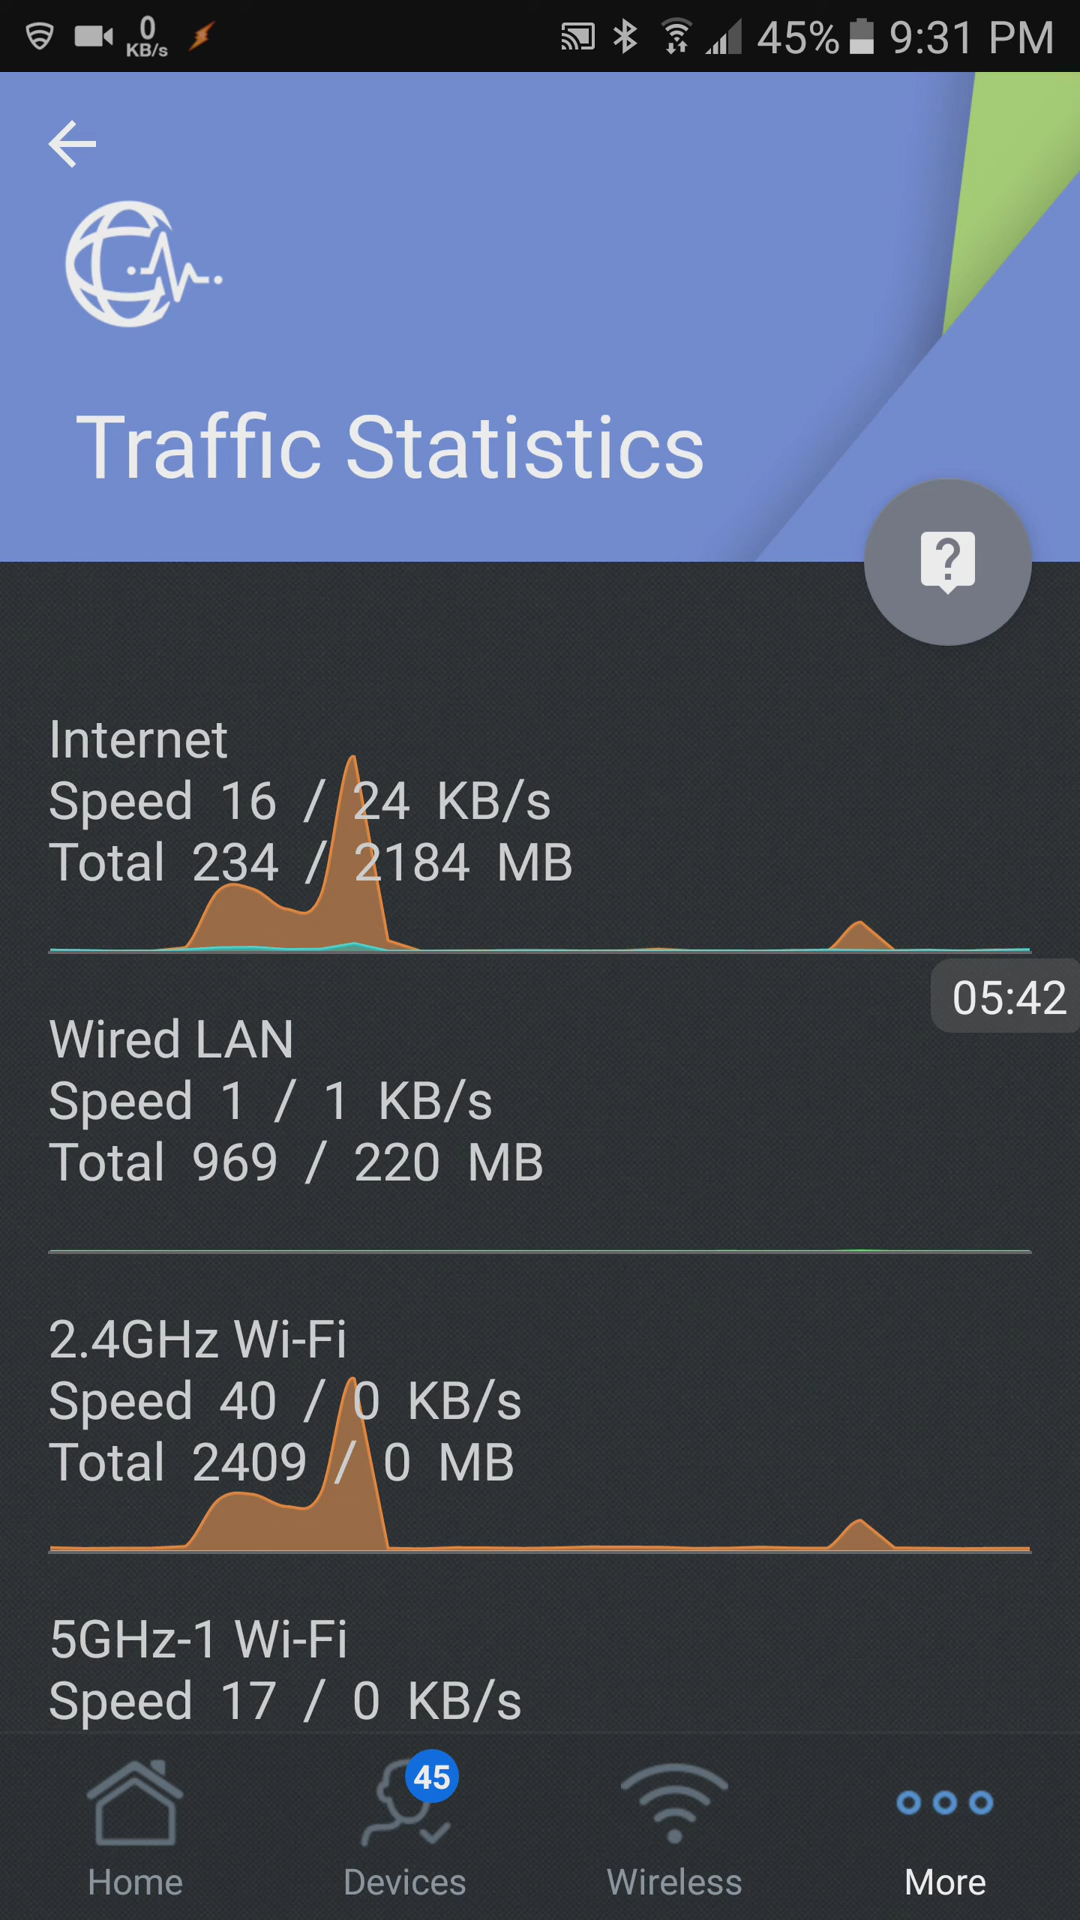 0
KB/s
45% 9:31 PM
Traffic Statistics
?
Internet
Speed 16 / 24 KB/s
Total 234 / 2184 MB
05:42
Wired LAN
Speed 1 / 1 KB/s
Total 969 / 220 MB
2.4GHz Wi-Fi
Speed 40 / 0 KB/s
Total 2409 / 0 MB
5GHz-1 Wi-Fi
Speed 17 / 0 KB/s
45
Home Devices Wireless More